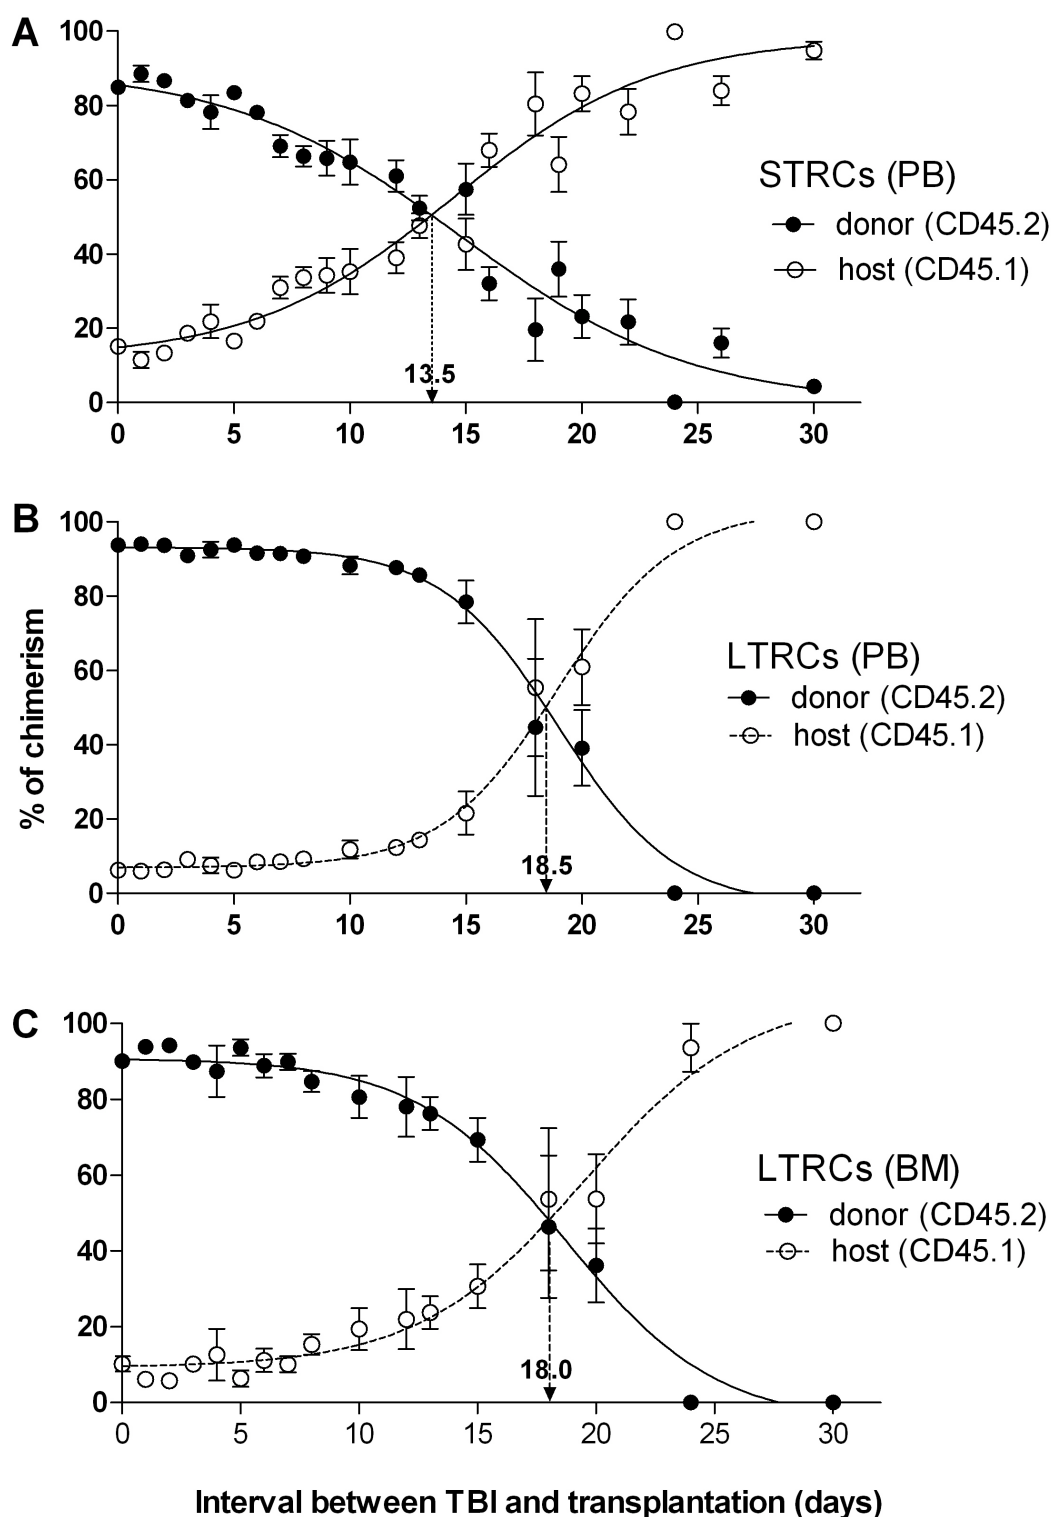 A
100
80
60
40
20
0
13.5
0 5 10 15 20 25 30
STRCs (PB)
donor (CD45.2)
host (CD45.1)
B
100
80
60
40
20
0
18.5
0 5 10 15 20 25 30
LTRCs (PB)
donor (CD45.2)
host (CD45.1)
% of chimerism
C
100
80
60
40
20
0
18.0
0 5 10 15 20 25 30
LTRCs (BM)
donor (CD45.2)
host (CD45.1)
Interval between TBI and transplantation (days)